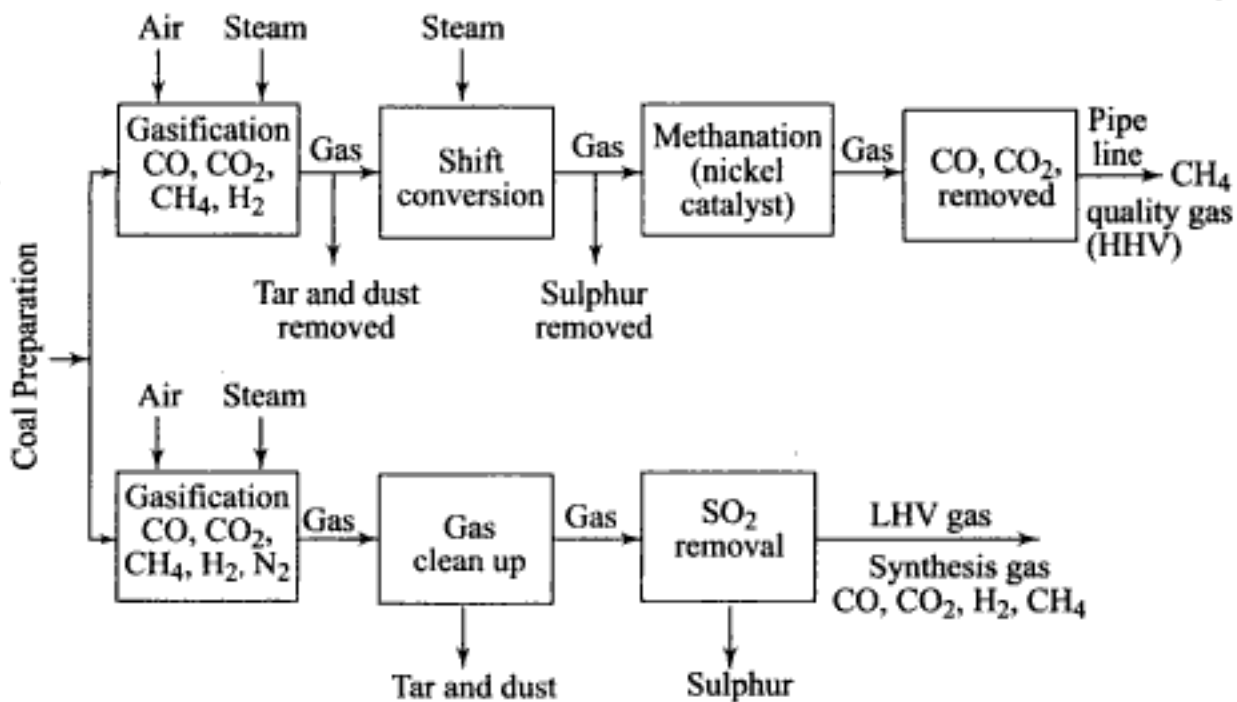 Air Steam Steam
Gasification
CO, CO₂,
CH₄, H₂
Gas
Shift
conversion
Gas
Methanation
(nickel
catalyst)
Gas
CO, CO₂,
removed
Pipe
line
CH₄
quality gas
(HHV)
Tar and dust
removed
Sulphur
removed
Coal Preparation
Air Steam
Gasification
CO, CO₂,
CH₄, H₂, N₂
Gas
Gas
clean up
Gas
SO₂
removal
LHV gas
Synthesis gas
CO, CO₂, H₂, CH₄
Tar and dust
Sulphur